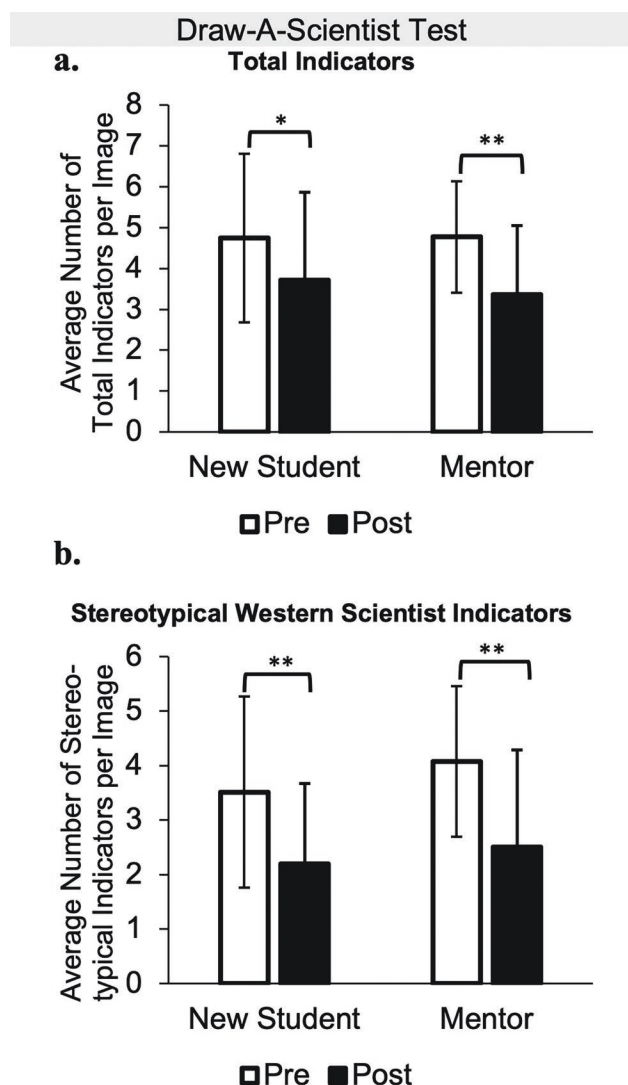 Draw-A-Scientist Test
a.
Total Indicators
Average Number of
Total Indicators per Image
8
7
6
5
4
3
2
1
0
*
**
New Student
Mentor
Pre
Post
b.
Stereotypical Western Scientist Indicators
Average Number of Stereo-
typical Indicators per Image
6
5
4
3
2
1
0
**
**
New Student
Mentor
Pre
Post